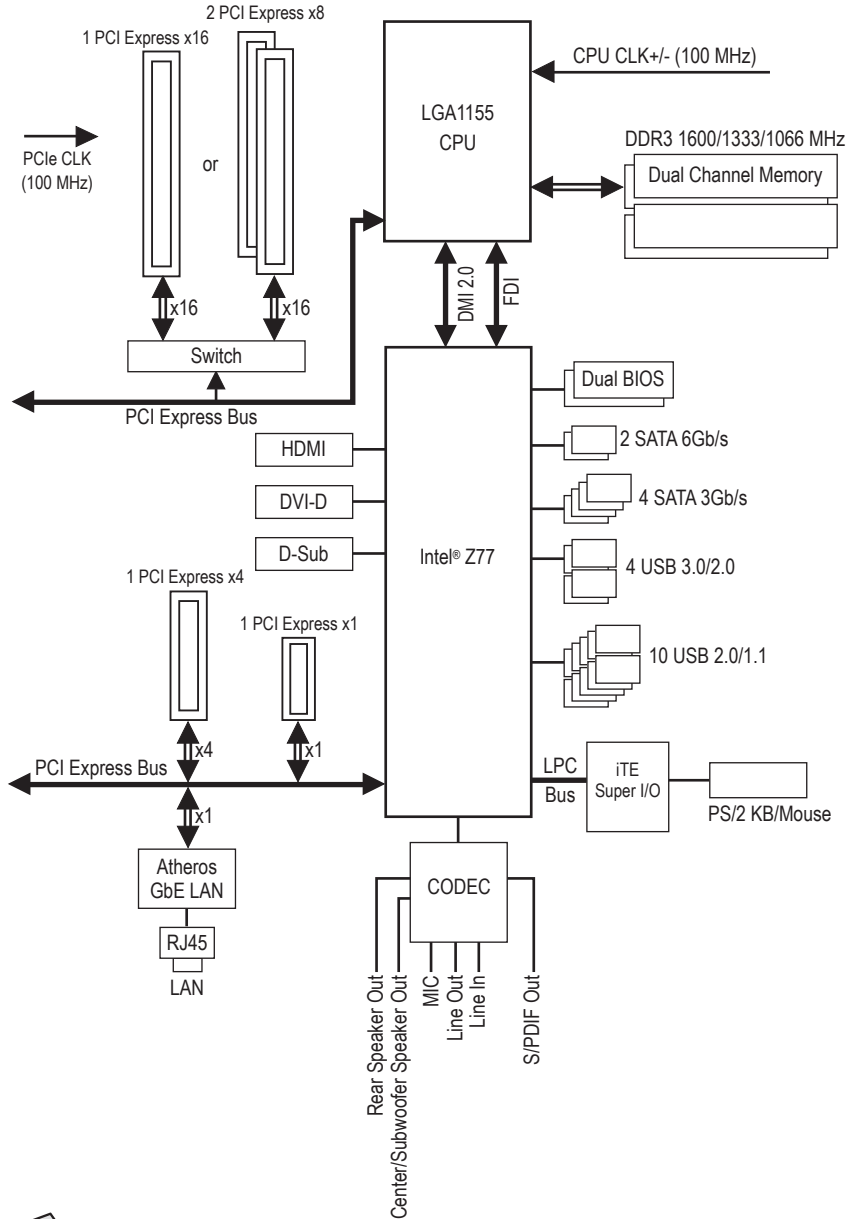 2 PCI Express x8
1 PCI Express x16
CPU CLK+/- (100 MHz)
LGA1155
CPU
DDR3 1600/1333/1066 MHz
Dual Channel Memory
PCIe CLK
(100 MHz)
or
x16
x16
DMI 2.0
FDI
Switch
PCI Express Bus
Dual BIOS
HDMI
2 SATA 6Gb/s
DVI-D
4 SATA 3Gb/s
D-Sub
Intel® Z77
4 USB 3.0/2.0
1 PCI Express x4
1 PCI Express x1
10 USB 2.0/1.1
x4
x1
PCI Express Bus
LPC
Bus
iTE
Super I/O
PS/2 KB/Mouse
x1
Atheros
GbE LAN
CODEC
RJ45
LAN
Rear Speaker Out
Center/Subwoofer Speaker Out
MIC
Line Out
Line In
S/PDIF Out